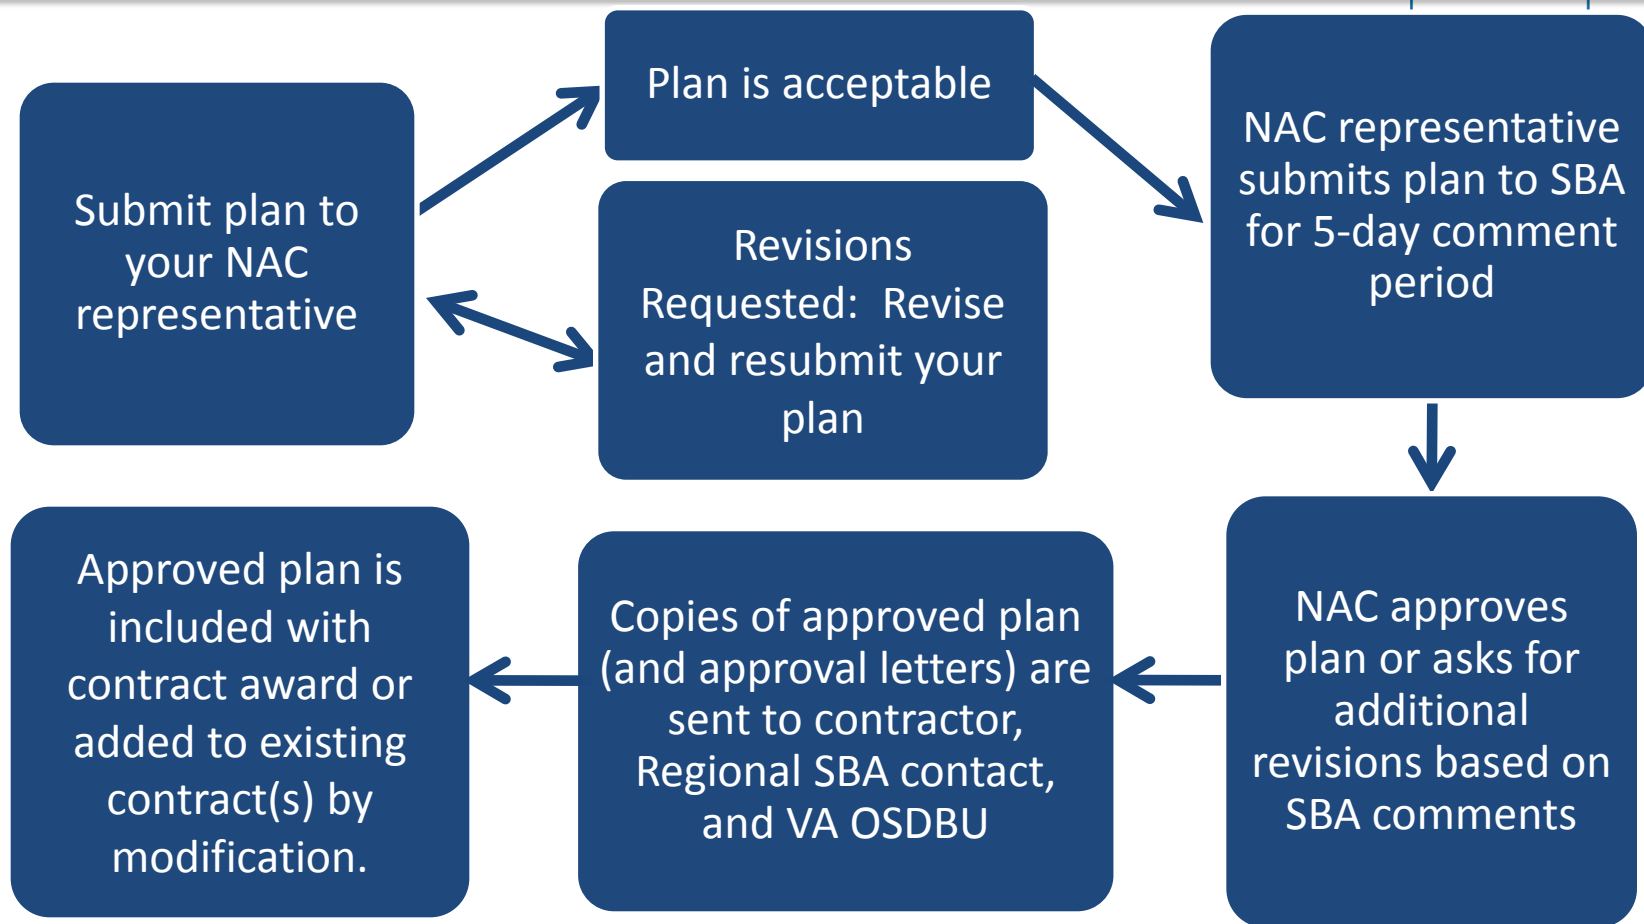 Submit plan to
your NAC
representative
Plan is acceptable
Revisions
Requested:  Revise
and resubmit your
plan
NAC representative
submits plan to SBA
for 5-day comment
period
NAC approves
plan or asks for
additional
revisions based on
SBA comments
Copies of approved plan
(and approval letters) are
sent to contractor,
Regional SBA contact,
and VA OSDBU
Approved plan is
included with
contract award or
added to existing
contract(s) by
modification.